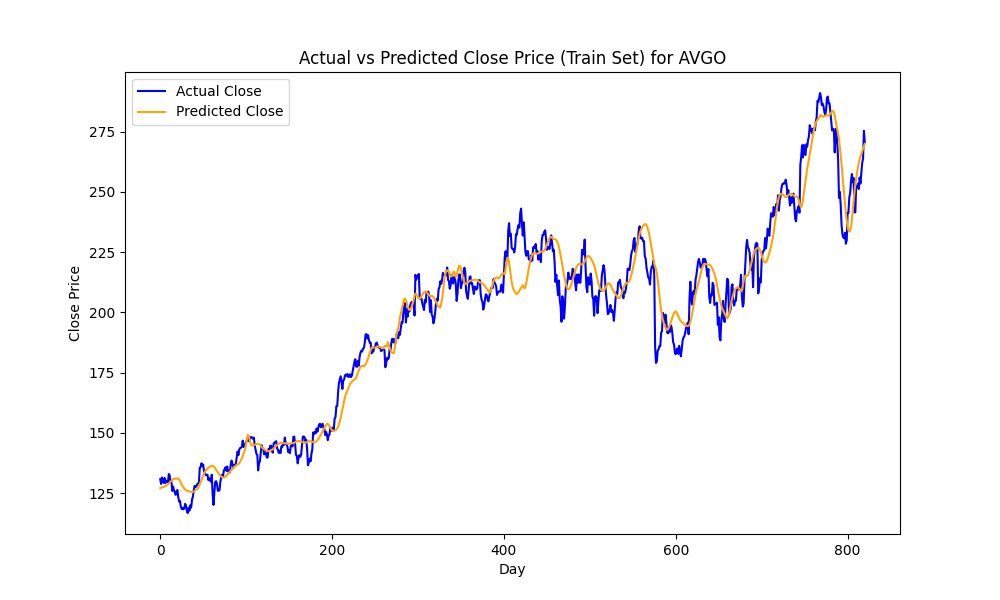 Actual vs Predicted Close Price (Train Set) for AVGO
Actual Close
Predicted Close
275
250
225
200
175
150
125
Close Price
0 200 400 600 800
Day